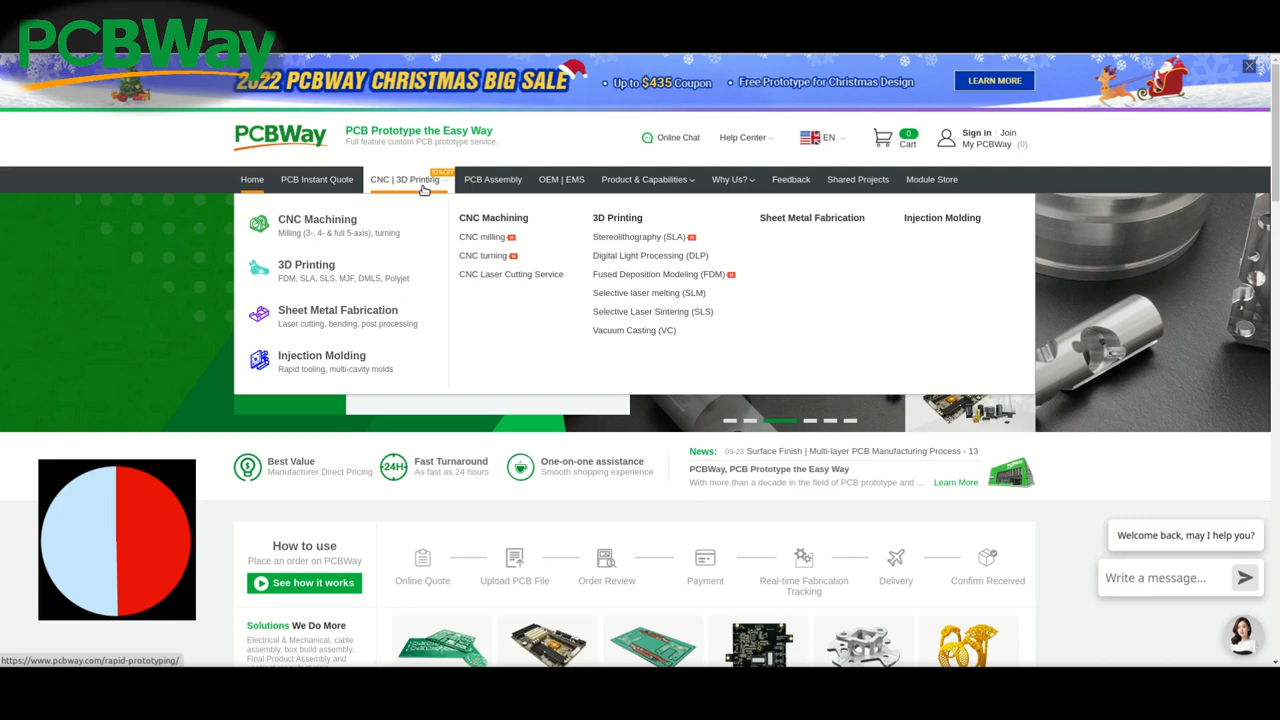 PCBWay
2022 PCBWAY CHRISTMAS BIG SALE
• Up to $435 Coupon
• Free Prototype for Christmas Design
LEARN MORE
PCBWay
PCB Prototype the Easy Way
Full feature custom PCB prototype service.
Online Chat
Help Center
EN
0
Cart
Sign in | Join
My PCBWay (0)
Home
PCB Instant Quote
CNC | 3D Printing
10%OFF
PCB Assembly
OEM | EMS
Product & Capabilities
Why Us?
Feedback
Shared Projects
Module Store
CNC Machining
Milling (3-, 4- & full 5-axis), turning
3D Printing
FDM, SLA, SLS, MJF, DMLS, Polyjet
Sheet Metal Fabrication
Laser cutting, bending, post processing
Injection Molding
Rapid tooling, multi-cavity molds
CNC Machining
CNC milling
CNC turning
CNC Laser Cutting Service
3D Printing
Stereolithography (SLA)
Digital Light Processing (DLP)
Fused Deposition Modeling (FDM)
Selective laser melting (SLM)
Selective Laser Sintering (SLS)
Vacuum Casting (VC)
Sheet Metal Fabrication
Injection Molding
Best Value
Manufacturer Direct Pricing
24H
Fast Turnaround
As fast as 24 hours
One-on-one assistance
Smooth shopping experience
News: 09-23 Surface Finish | Multi-layer PCB Manufacturing Process - 13
PCBWay, PCB Prototype the Easy Way
With more than a decade in the field of PCB prototype and ... Learn More
How to use
Place an order on PCBWay
See how it works
Online Quote
Upload PCB File
Order Review
Payment
Real-time Fabrication
Tracking
Delivery
Confirm Received
Solutions We Do More
Electrical & Mechanical, cable
assembly, box build assembly,
Final Product Assembly and
Welcome back, may I help you?
Write a message...
https://www.pcbway.com/rapid-prototyping/